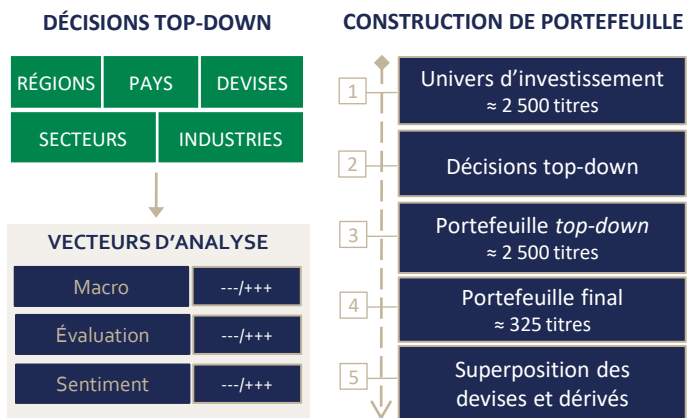 DÉCISIONS TOP-DOWN
RÉGIONS
PAYS
DEVISES
SECTEURS
INDUSTRIES
VECTEURS D'ANALYSE
Macro
---/+++
Évaluation
---/+++
Sentiment
---/+++
CONSTRUCTION DE PORTEFEUILLE
1
Univers d'investissement
≈ 2 500 titres
2
Décisions top-down
3
Portefeuille top-down
≈ 2 500 titres
4
Portefeuille final
≈ 325 titres
5
Superposition des
devises et dérivés